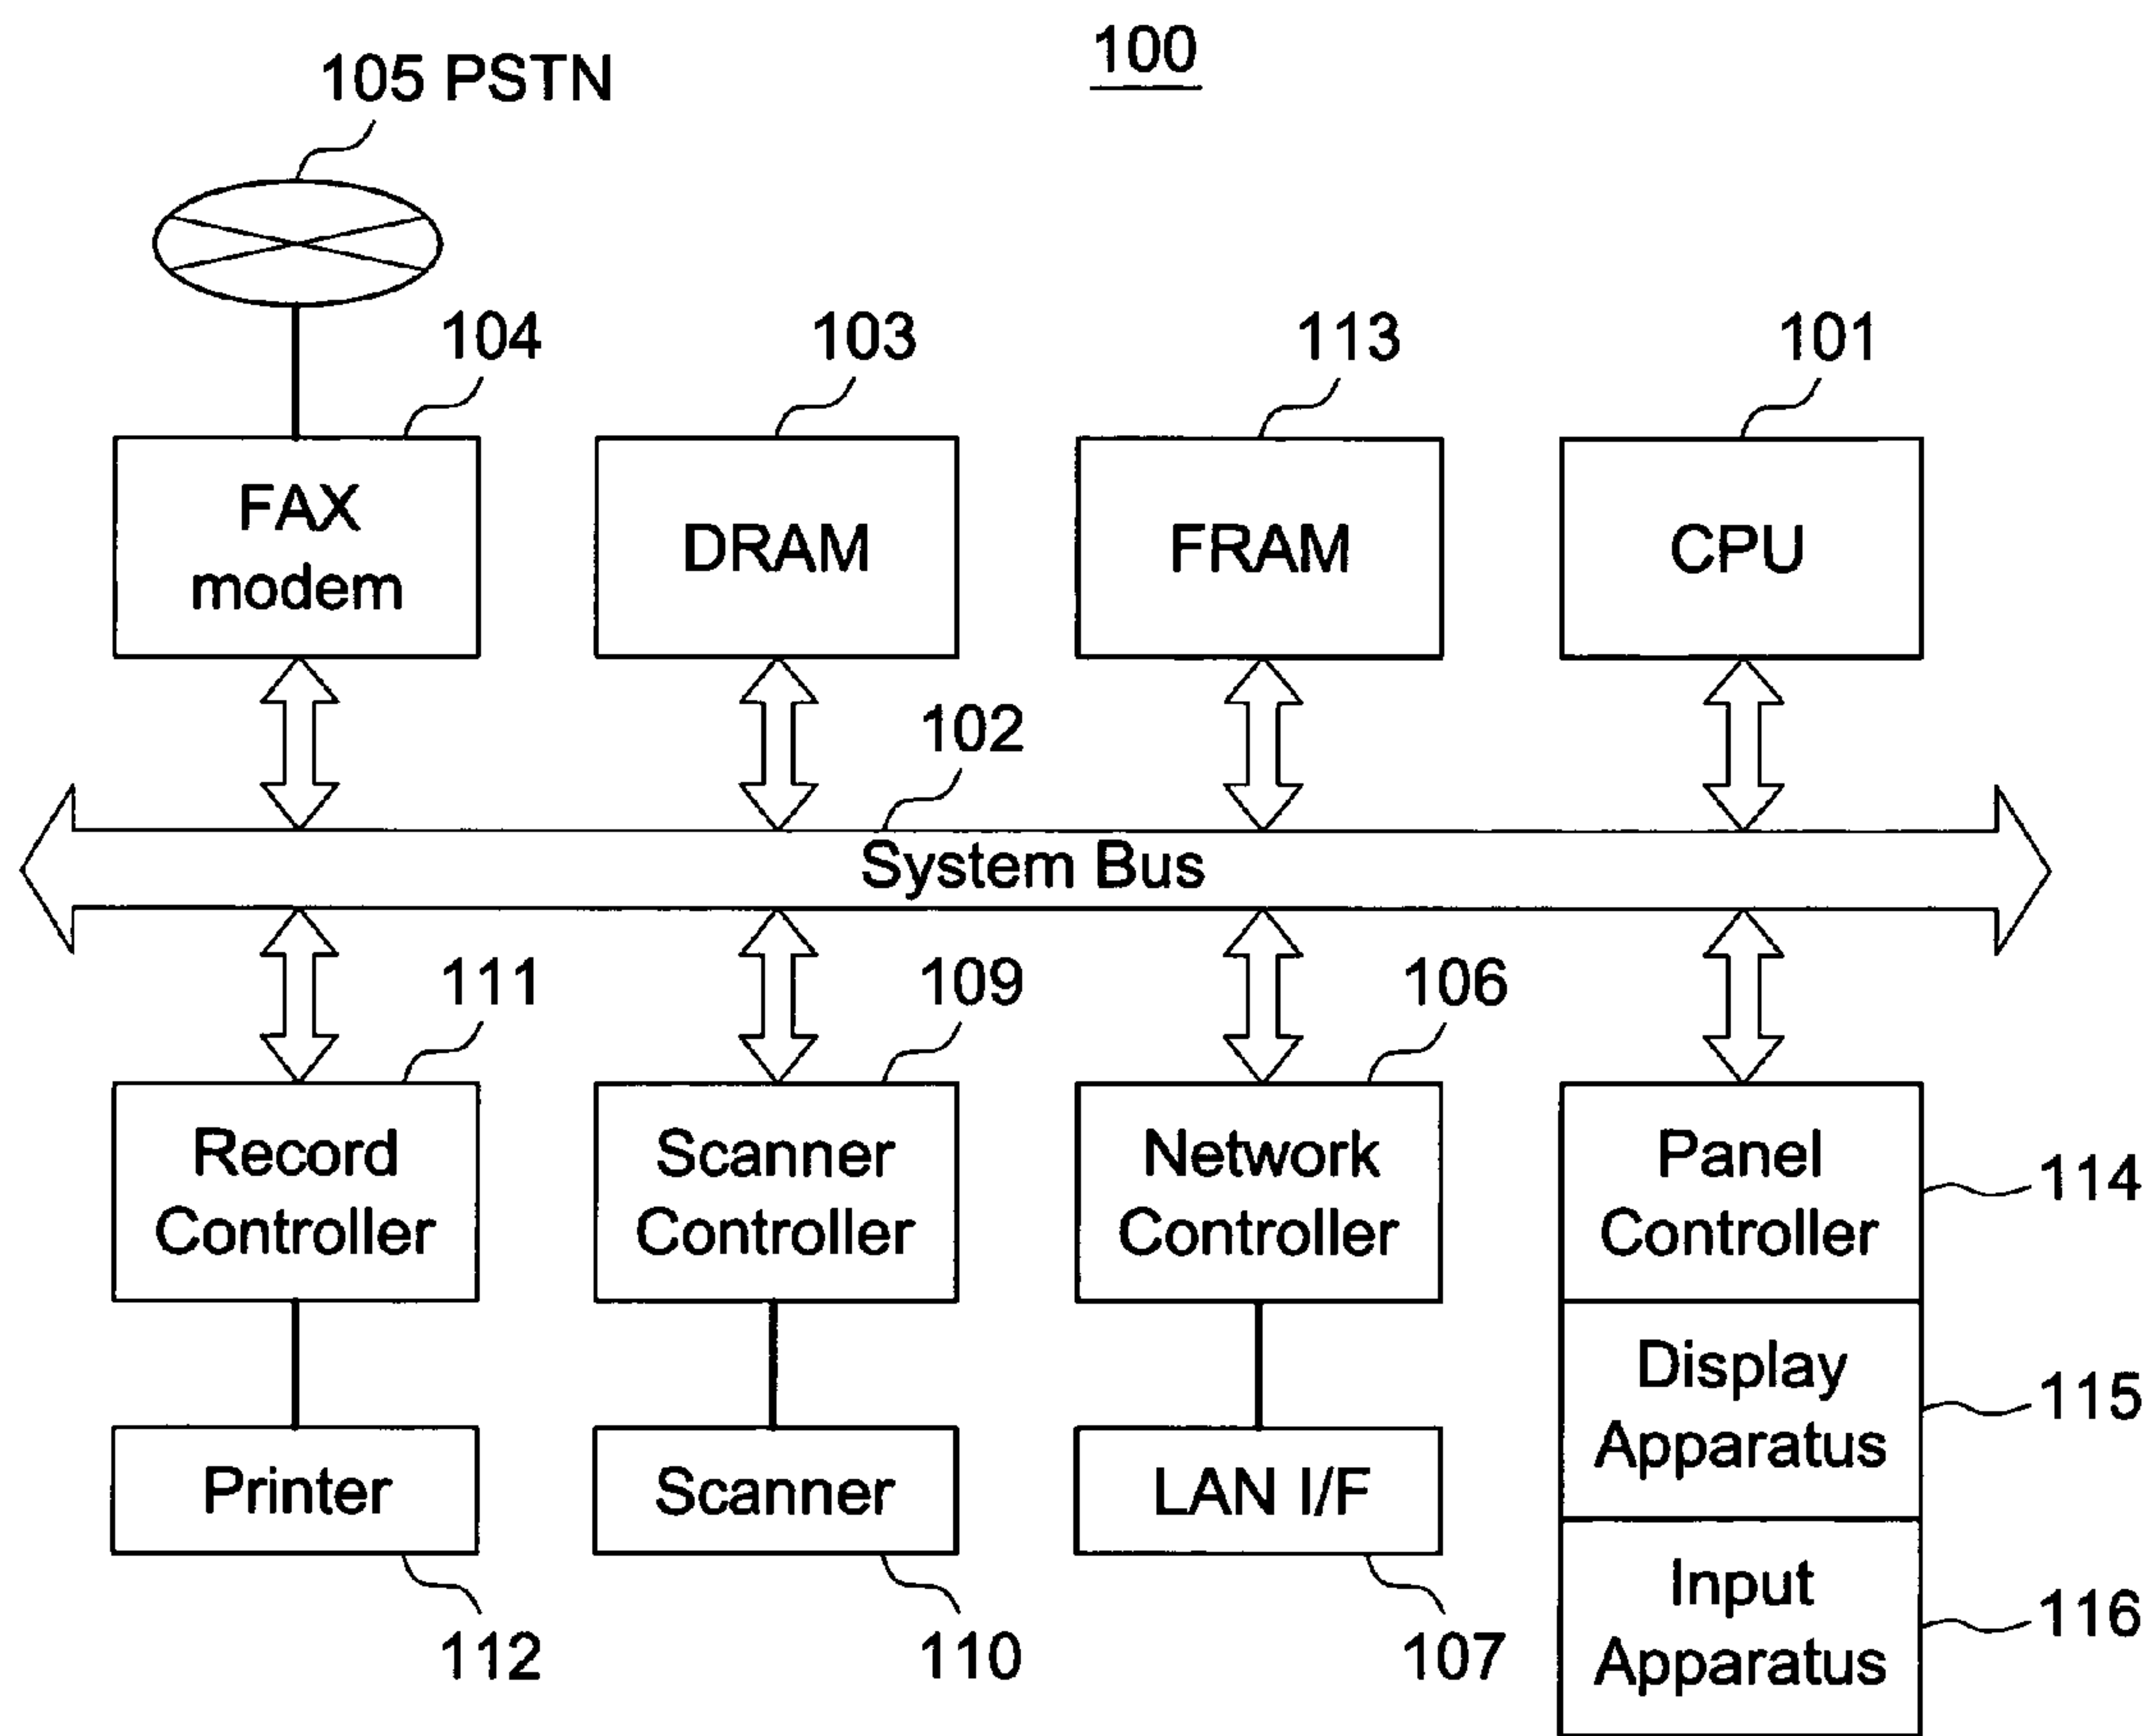 100
105 PSTN
104
103
113
101
FAX
modem
DRAM
FRAM
CPU
102
System Bus
111
109
106
Record
Controller
Scanner
Controller
Network
Controller
Panel
Controller
114
Display
Apparatus
115
Printer
Scanner
LAN I/F
Input
Apparatus
116
112
110
107